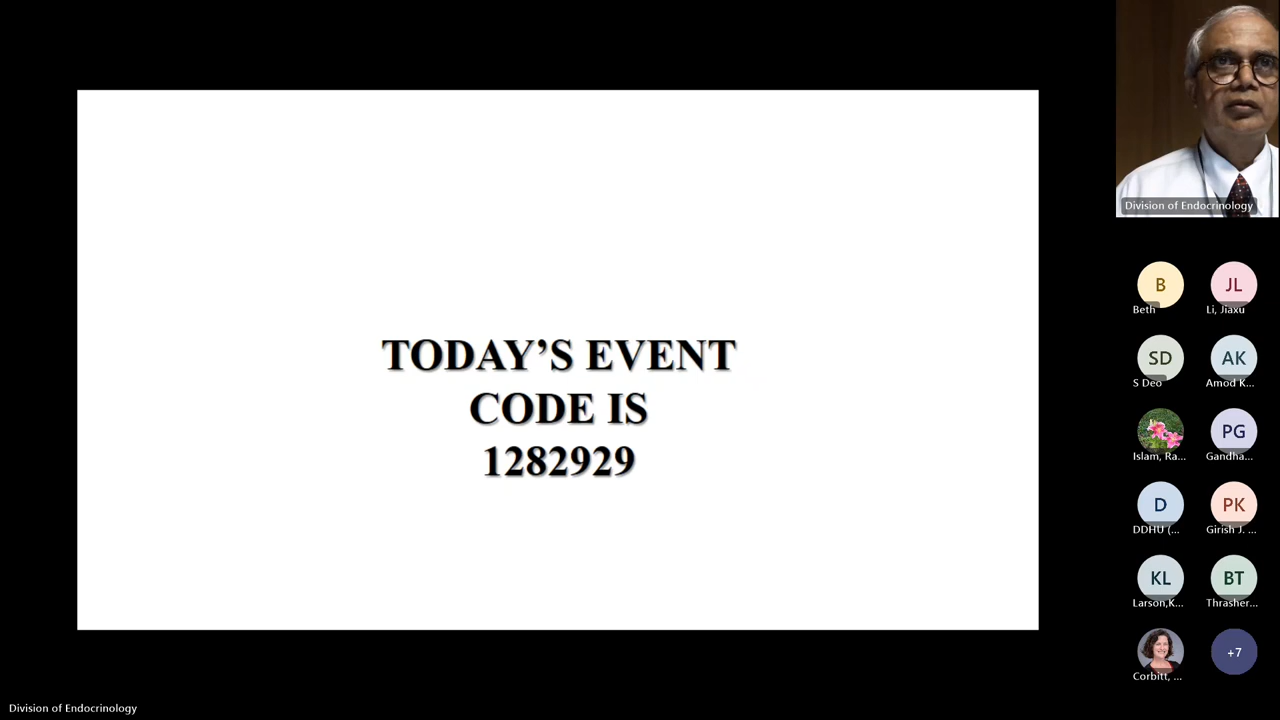 TODAY’S EVENT
CODE IS
1282929
Division of Endocrinology
B
JL
Beth
Li, Jiaxu
SD
AK
S Deo
Amod K...
PG
Islam, Ra...
Gandha...
D
PK
DDHU (...
Girish J. ...
KL
BT
Larson,K...
Thrasher...
+7
Corbitt, ...
Division of Endocrinology